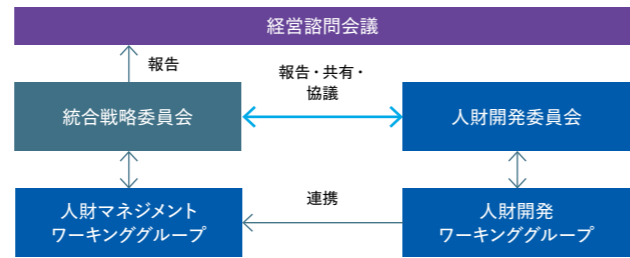 経営諮問会議
報告
報告・共有・
協議
統合戦略委員会
人財開発委員会
人財マネジメント
ワーキンググループ
連携
人財開発
ワーキンググループ